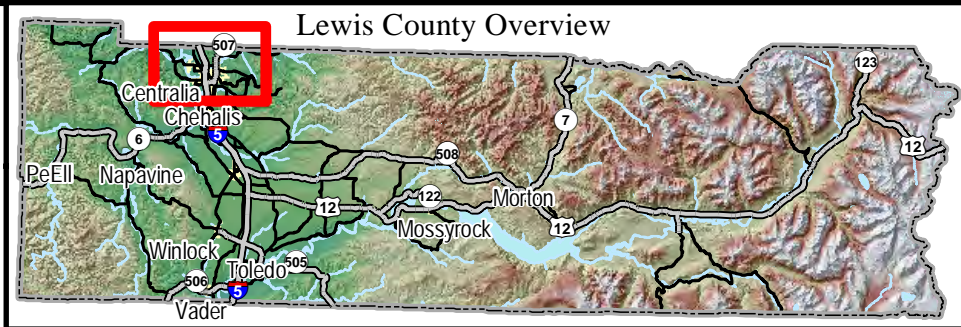 Lewis County Overview
507
123
Centralia
Chehalis
5
7
6
508
12
PeEll
Napavine
122
Morton
12
Mossyrock
12
Winlock
Toledo
505
506
5
Vader